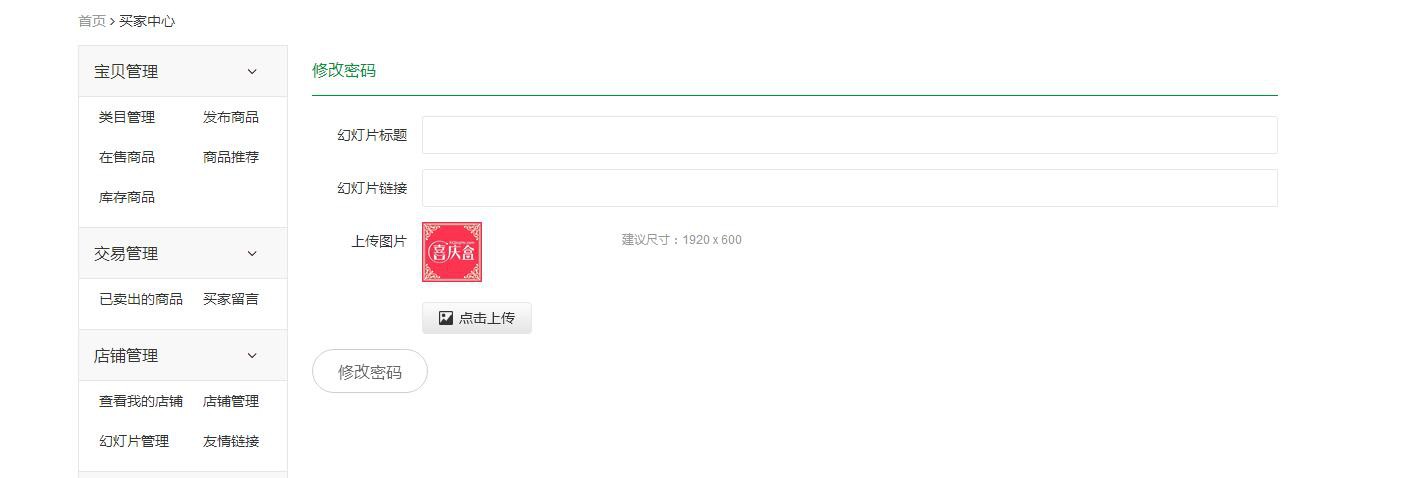 首页 > 买家中心
宝贝管理
类目管理 发布商品
在售商品 商品推荐
库存商品
交易管理
已卖出的商品 买家留言
店铺管理
查看我的店铺 店铺管理
幻灯片管理 友情链接
修改密码
幻灯片标题
幻灯片链接
上传图片
喜庆盒
建议尺寸：1920 x 600
点击上传
修改密码